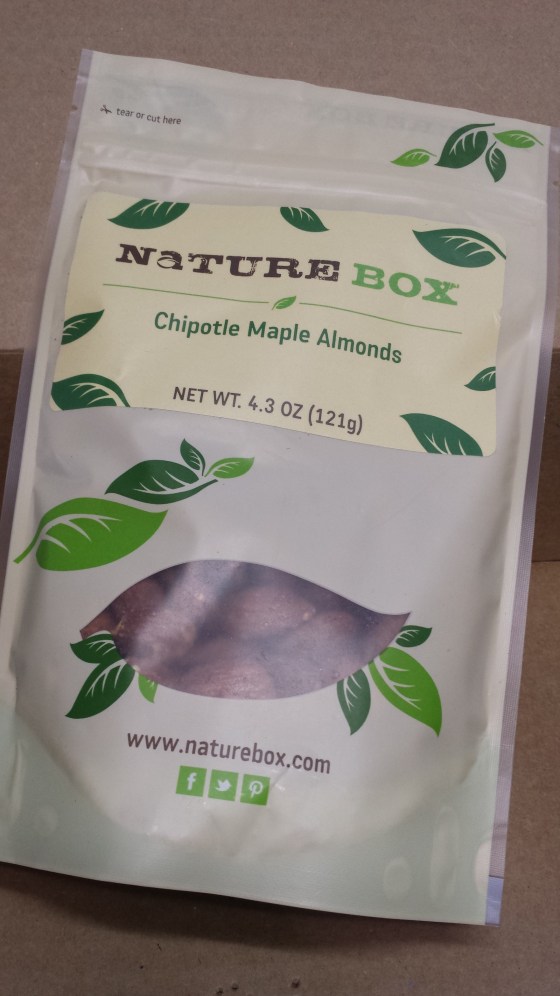 tear or cut here
NaTURE BOX
Chipotle Maple Almonds
NET WT. 4.3 OZ (121g)
www.naturebox.com